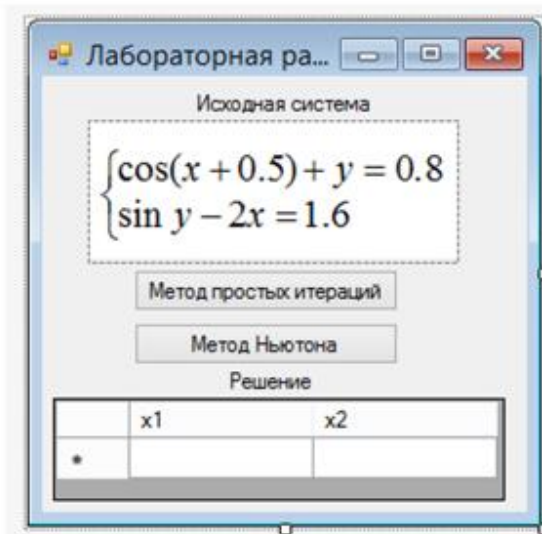 Лабораторная ра...
Исходная система
cos(x + 0.5) + y = 0.8
sin y − 2x = 1.6
Метод простых итераций
Метод Ньютона
Решение
x1 x2
*